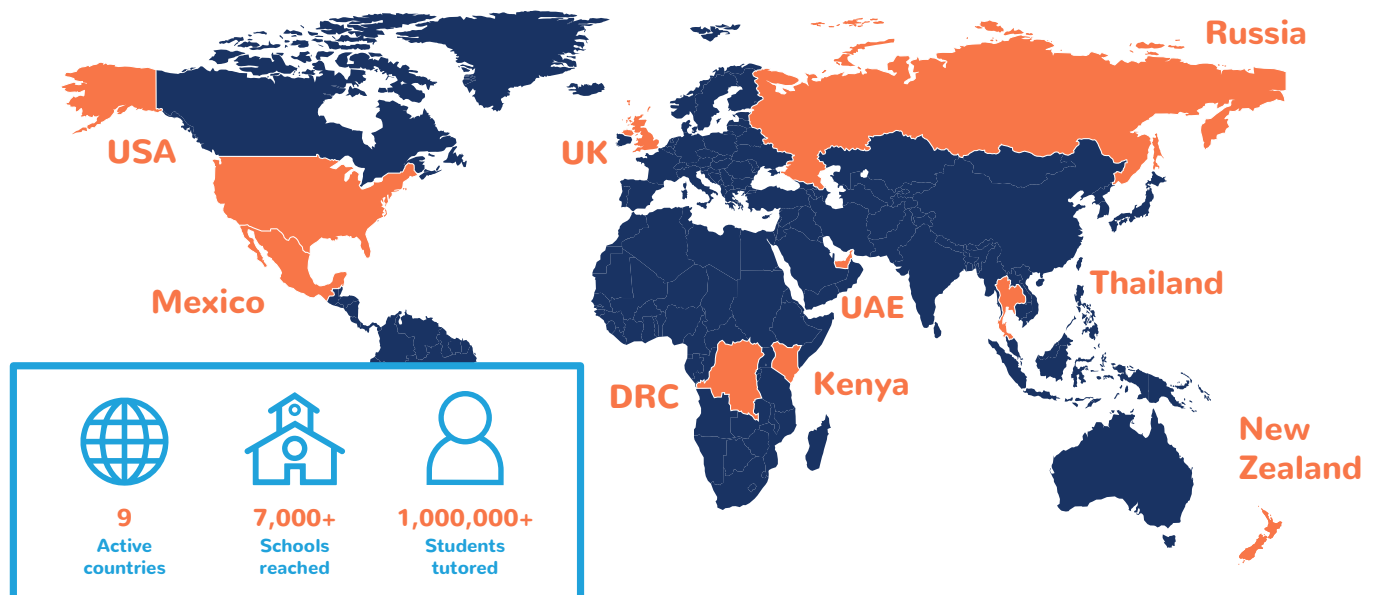 Russia
USA
UK
Mexico
Thailand
UAE
DRC
Kenya
New
Zealand
9
Active
countries
7,000+
Schools
reached
1,000,000+
Students
tutored